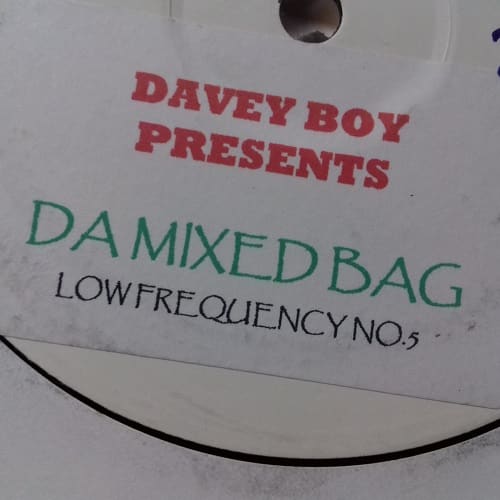 DAVEY BOY
PRESENTS
DA MIXED BAG
LOW FREQUENCY NO.5